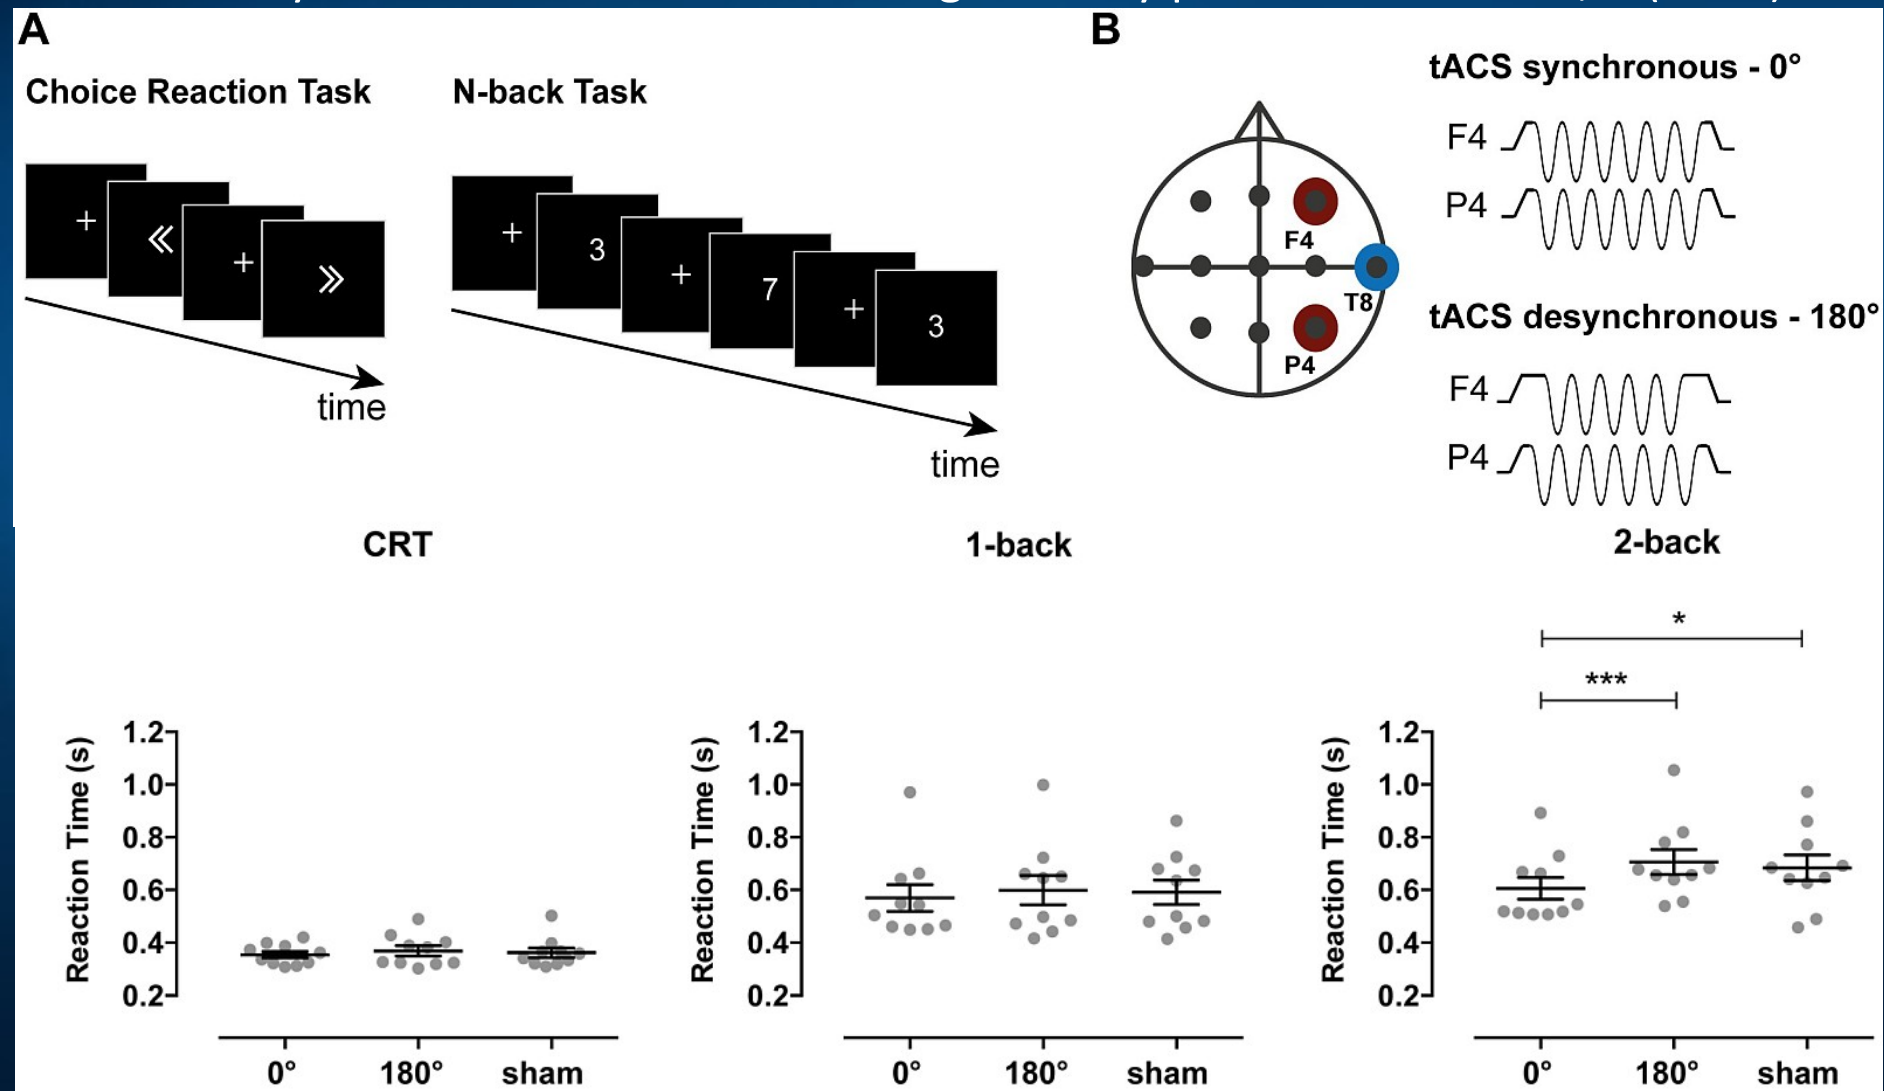 A
B
Choice Reaction Task
N-back Task
+
+
+
3
+
7
+
3
time
time
F4
T8
P4
tACS synchronous - 0°
F4
P4
tACS desynchronous - 180°
F4
P4
CRT
1-back
2-back
*
***
Reaction Time (s)
1.2
1.0
0.8
0.6
0.4
0.2
0° 180° sham
Reaction Time (s)
1.2
1.0
0.8
0.6
0.4
0.2
0° 180° sham
Reaction Time (s)
1.2
1.0
0.8
0.6
0.4
0.2
0° 180° sham